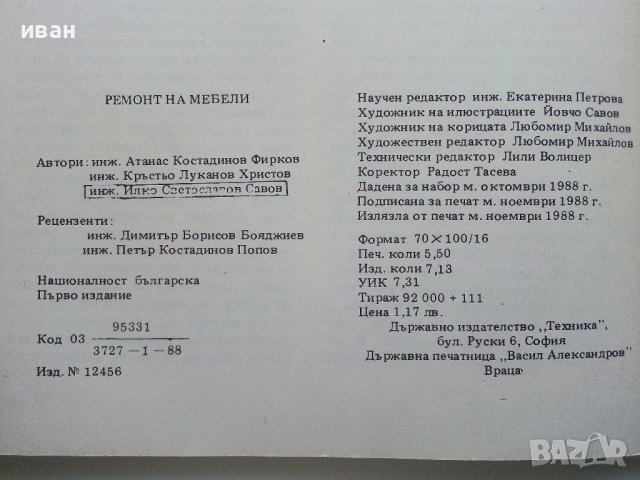 иван
РЕМОНТ НА МЕБЕЛИ
Автори: инж. Атанас Костадинов Фирков
инж. Кръстьо Луканов Христов
инж. Илко Светославов Савов
Рецензенти:
инж. Димитър Борисов Бояджиев
инж. Петър Костадинов Попов
Националност българска
Първо издание
Код 03 95331
3727—1—88
Изд. № 12456
Научен редактор инж. Екатерина Петрова
Художник на илюстрациите Йовчо Савов
Художник на корицата Любомир Михайлов
Художествен редактор Любомир Михайлов
Технически редактор Лили Волицер
Коректор Радост Тасева
Дадена за набор м. октомври 1988 г.
Подписана за печат м. ноември 1988 г.
Излязла от печат м. ноември 1988 г.
Формат 70×100/16
Печ. коли 5,50
Изд. коли 7,13
УИК 7,31
Тираж 92 000 + 111
Цена 1,17 лв.
Държавно издателство ,,Техника",
бул. Руски 6, София
Държавна печатница ,,Васил Александров"
Враца
BAZAR